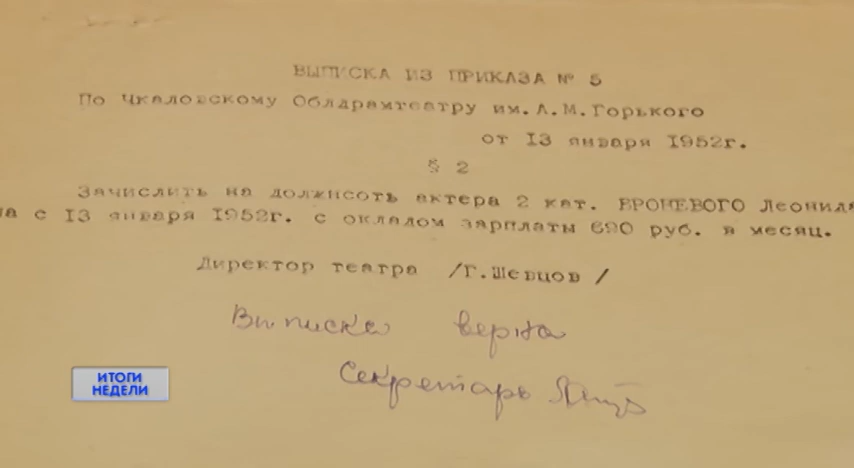 ВЫПИСКА ИЗ ПРИКАЗА № 5
По Чкаловскому Облдрамтеатру им.А.М.Горького
от 13 января 1952г.
§ 2
Зачислить на должнсоть актера 2 кат. БРОНЕВОГО Леонида
на с 13 января 1952г. с окладом зарплаты 690 руб. в месяц.
Директор театра /Г.Шевцов /
Выписка верна
Секретарь
ИТОГИ
НЕДЕЛИ